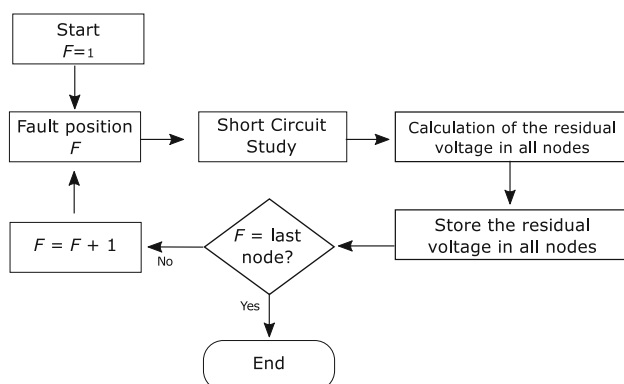 Start
F=1
Fault position
F
Short Circuit
Study
Calculation of the residual
voltage in all nodes
Store the residual
voltage in all nodes
F = last
node?
No
F = F + 1
Yes
End